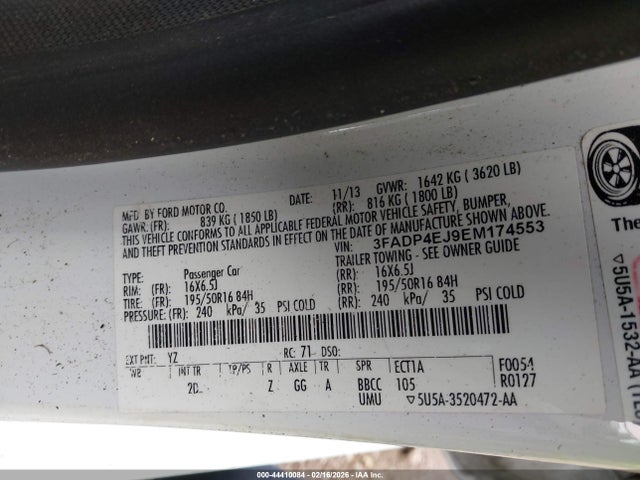 MFD. BY FORD MOTOR CO.
DATE: 11/13
GVWR: 1642 KG ( 3620 LB)
GAWR: (FR): 839 KG ( 1850 LB)
(RR): 816 KG ( 1800 LB)
THIS VEHICLE CONFORMS TO ALL APPLICABLE FEDERAL MOTOR VEHICLE SAFETY, BUMPER,
AND THEFT PREVENTION STANDARDS IN EFFECT ON THE DATE OF MANUFACTURE SHOWN ABOVE.
VIN: 3FADP4EJ9EM174553
TRAILER TOWING - SEE OWNER GUIDE
TYPE: Passenger Car
RIM: (FR) 16X6.5J
(RR) 16X6.5J
TIRE: (FR) 195/50R16 84H
(RR) 195/50R16 84H
PRESSURE: (FR) 240 kPa/ 35 PSI COLD
(RR) 240 kPa/ 35 PSI COLD
EXT PNT: YZ
RC: 71 DSO:
WB INT TR TP/PS R AXLE TR SPR ECT1A F0054
Z GG A BBCC 105 R0127
UMU ▽5U5A-3520472-AA
The
▽5U5A-1532-AA
000-44410084 - 02/16/2026 - IAA Holdings, LLC